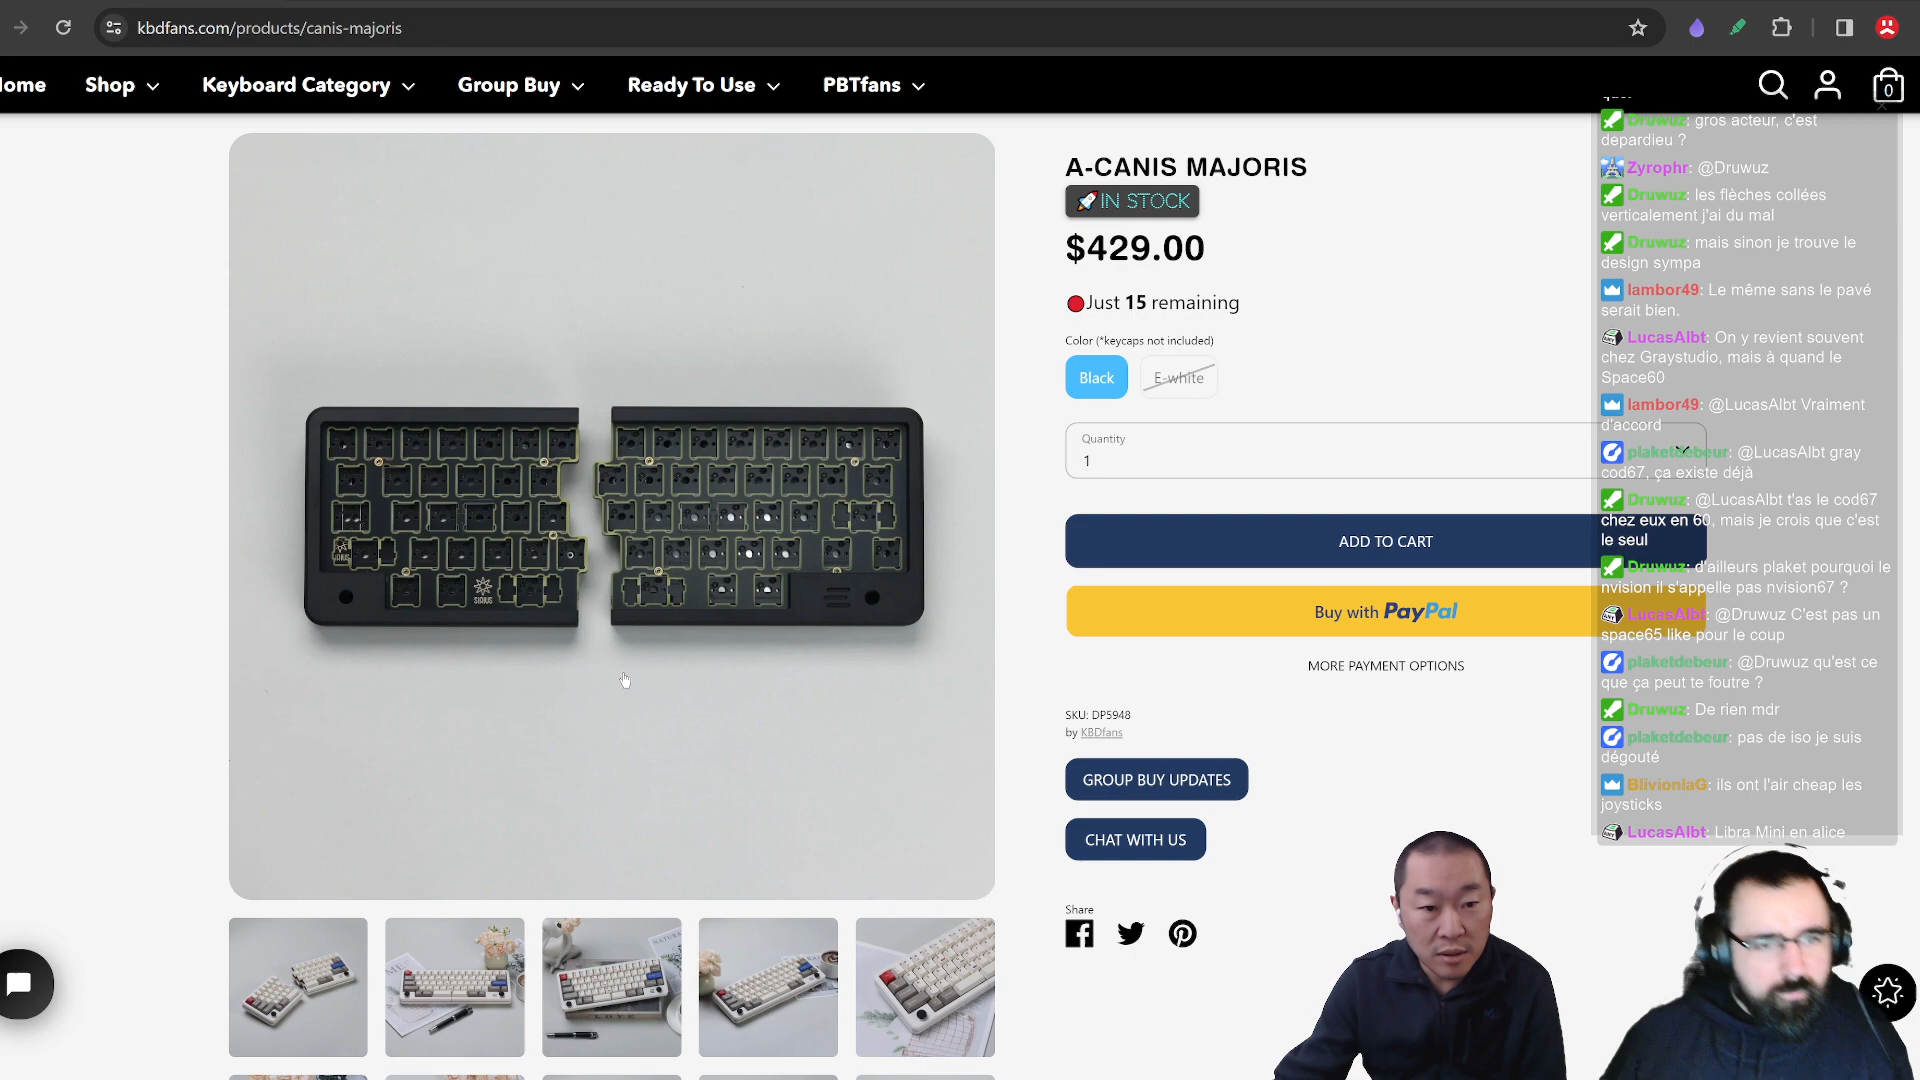 kbdfans.com/products/canis-majoris
Home
Shop
Keyboard Category
Group Buy
Ready To Use
PBTfans
0
A-CANIS MAJORIS
IN STOCK
$429.00
Just 15 remaining
Color (*keycaps not included)
Black
E-white
Quantity
1
ADD TO CART
Buy with PayPal
MORE PAYMENT OPTIONS
SKU: DP5948
by KBDfans
GROUP BUY UPDATES
CHAT WITH US
Share
SIRIUS
Druwuz: gros acteur, c'est
depardieu ?
Zyrophr: @Druwuz
Druwuz: les flèches collées
verticalement j'ai du mal
Druwuz: mais sinon je trouve le
design sympa
lambor49: Le même sans le pavé
serait bien.
LucasAlbt: On y revient souvent
chez Graystudio, mais à quand le
Space60
lambor49: @LucasAlbt Vraiment
d'accord
plaketdebeur: @LucasAlbt gray
cod67, ça existe déjà
Druwuz: @LucasAlbt t'as le cod67
chez eux en 60, mais je crois que c'est
le seul
Druwuz: d'ailleurs plaket pourquoi le
nvision il s'appelle pas nvision67 ?
LucasAlbt: @Druwuz C'est pas un
space65 like pour le coup
plaketdebeur: @Druwuz qu'est ce
que ça peut te foutre ?
Druwuz: De rien mdr
plaketdebeur: pas de iso je suis
dégouté
BlivionlaG: ils ont l'air cheap les
joysticks
LucasAlbt: Libra Mini en alice